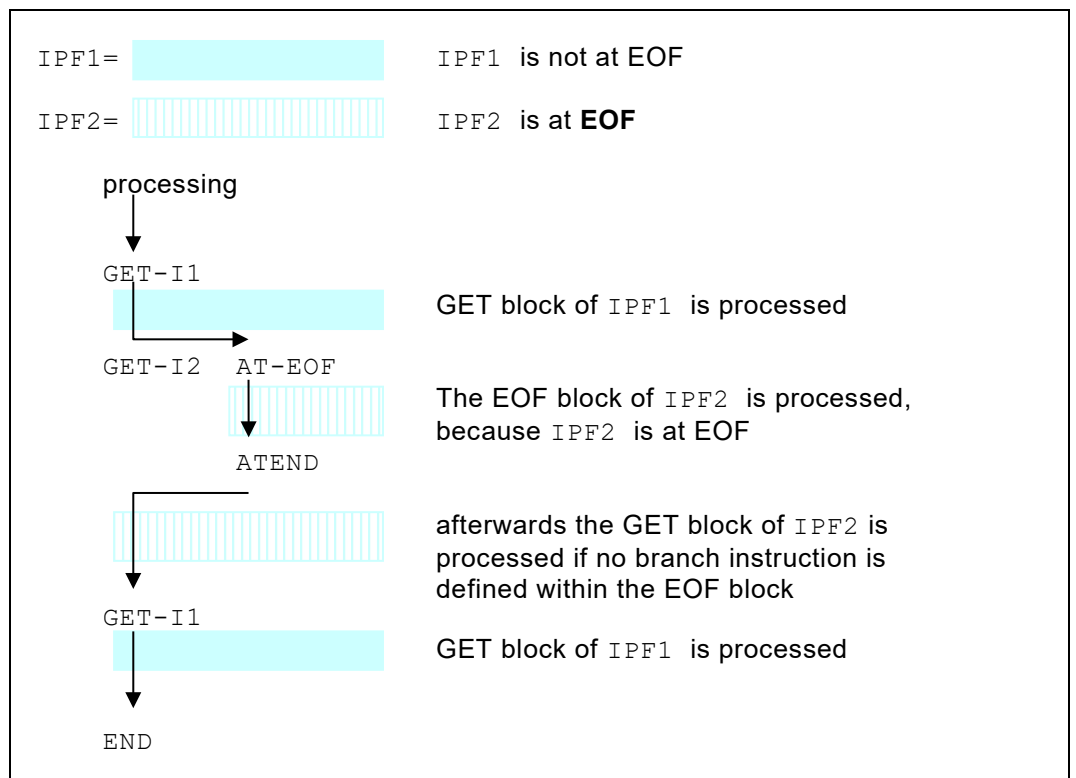 IPF1= IPF1 is not at EOF
IPF2= IPF2 is at EOF
processing
GET-I1
GET block of IPF1 is processed
GET-I2 AT-EOF
The EOF block of IPF2 is processed,
because IPF2 is at EOF
ATEND
afterwards the GET block of IPF2 is
processed if no branch instruction is
defined within the EOF block
GET-I1
GET block of IPF1 is processed
END